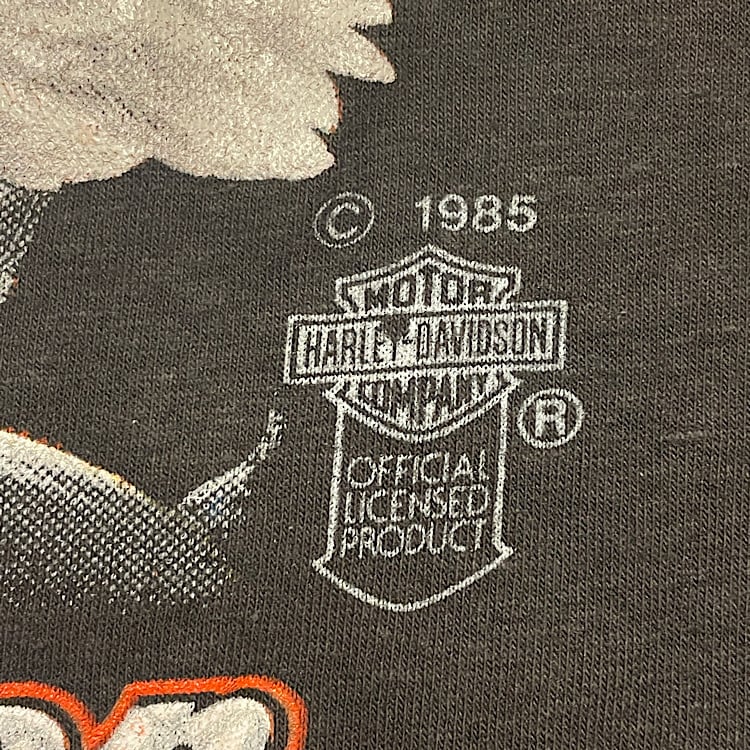 © 1985
MOTOR
HARLEY-DAVIDSON
COMPANY
®
OFFICIAL
LICENSED
PRODUCT